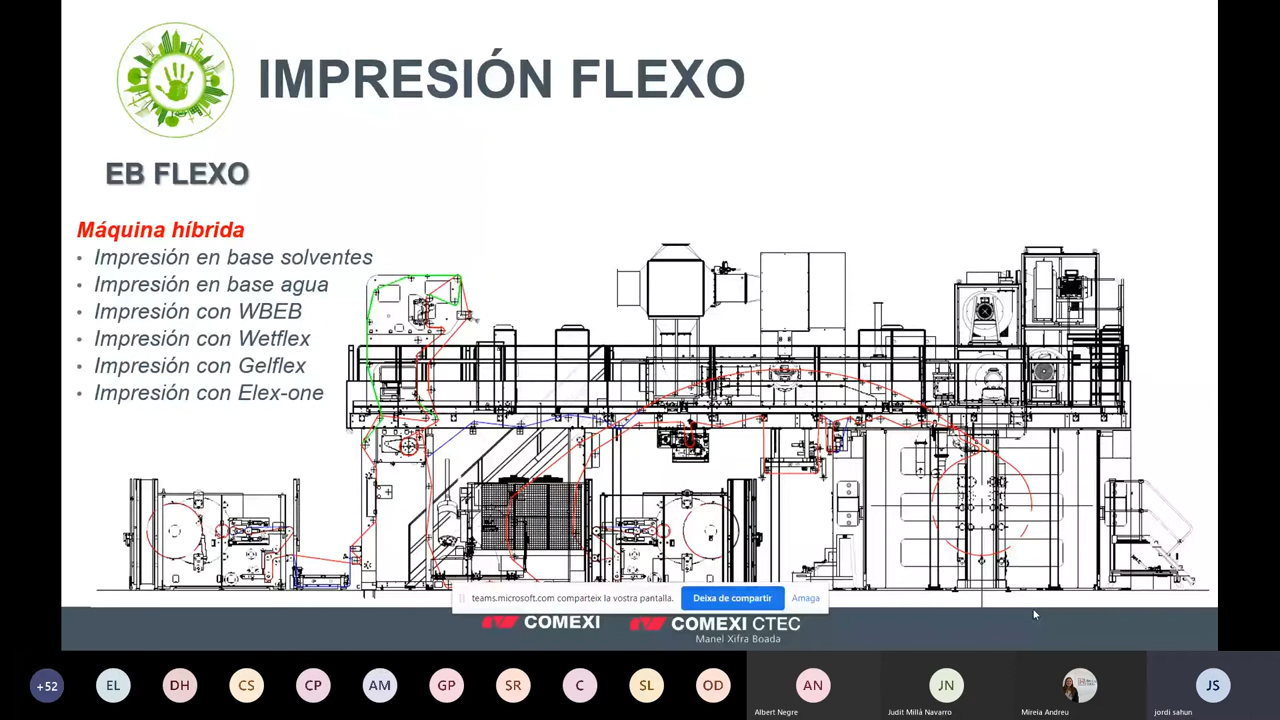 IMPRESIÓN FLEXO
EB FLEXO
Máquina híbrida
• Impresión en base solventes
• Impresión en base agua
• Impresión con WBEB
• Impresión con Wetflex
• Impresión con Gelflex
• Impresión con Elex-one
teams.microsoft.com comparteix la vostra pantalla. Deixa de compartir Amaga
COMEXI COMEXI CTEC
Manel Xifra Boada
+52 EL DH CS CP AM GP SR C SL OD AN JN JS
Albert Negre Judit Millà Navarro Mireia Andreu jordi sahun